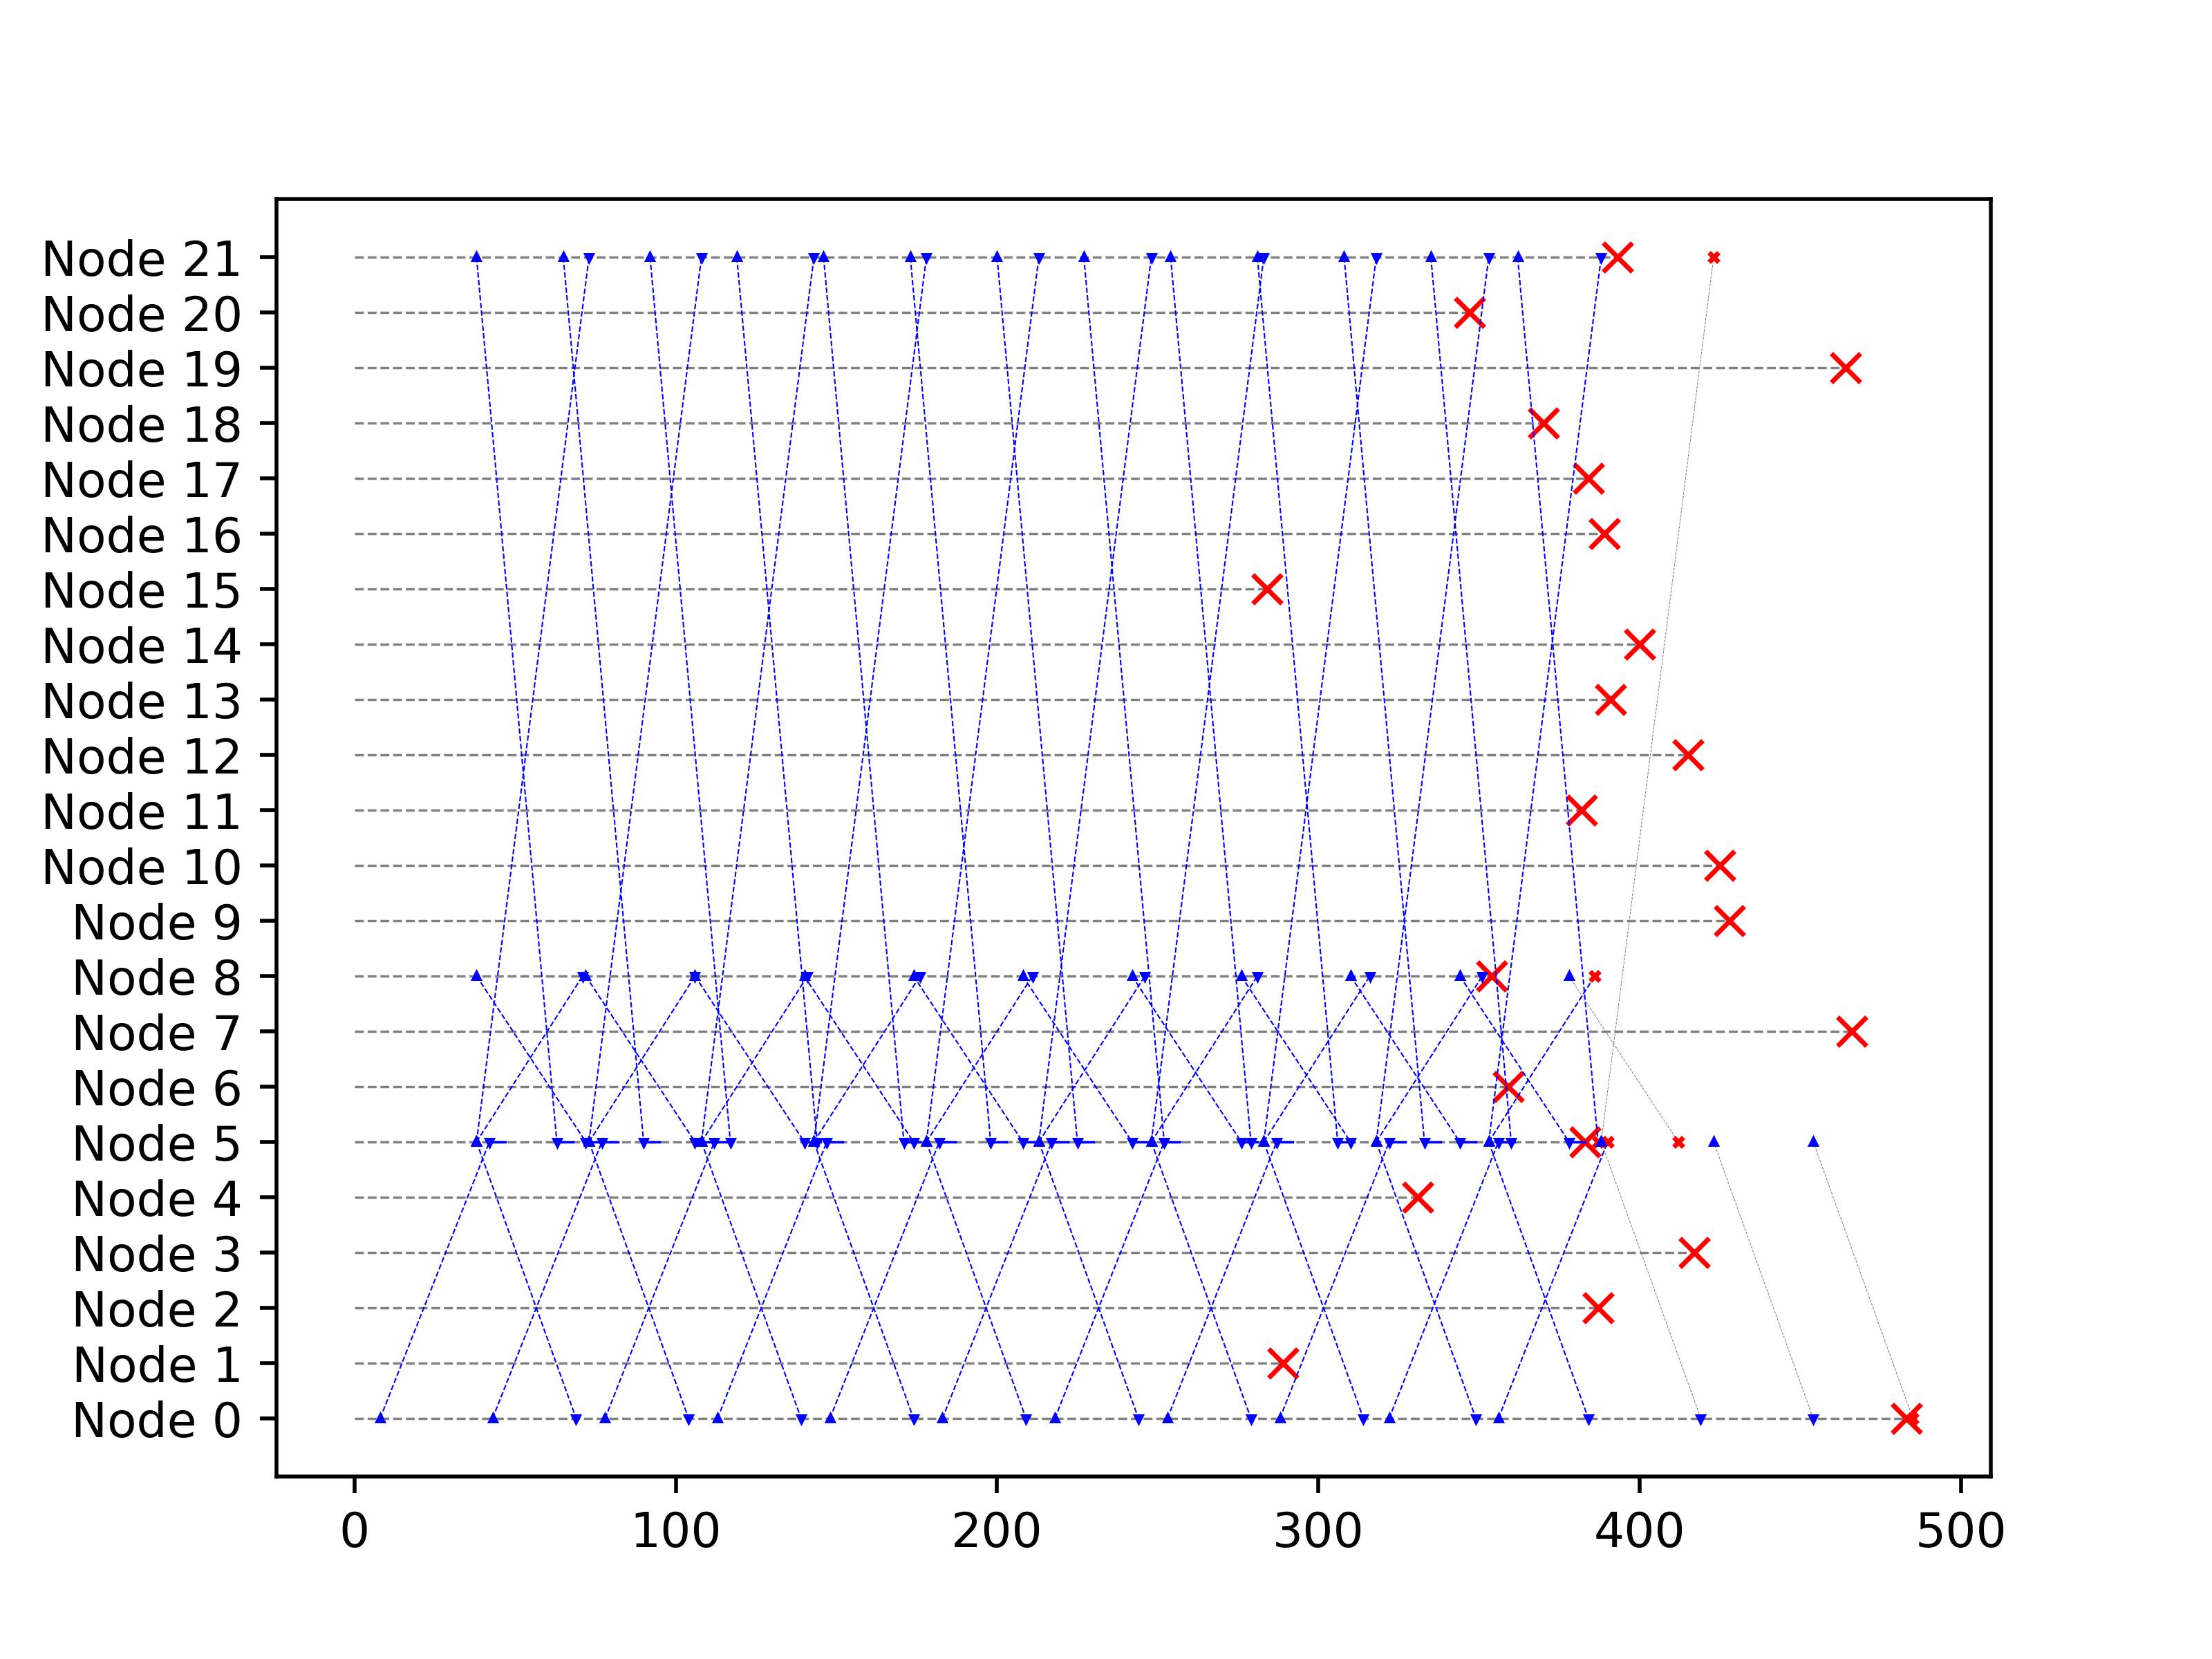 Node 21
Node 20
Node 19
Node 18
Node 17
Node 16
Node 15
Node 14
Node 13
Node 12
Node 11
Node 10
Node 9
Node 8
Node 7
Node 6
Node 5
Node 4
Node 3
Node 2
Node 1
Node 0
0 100 200 300 400 500